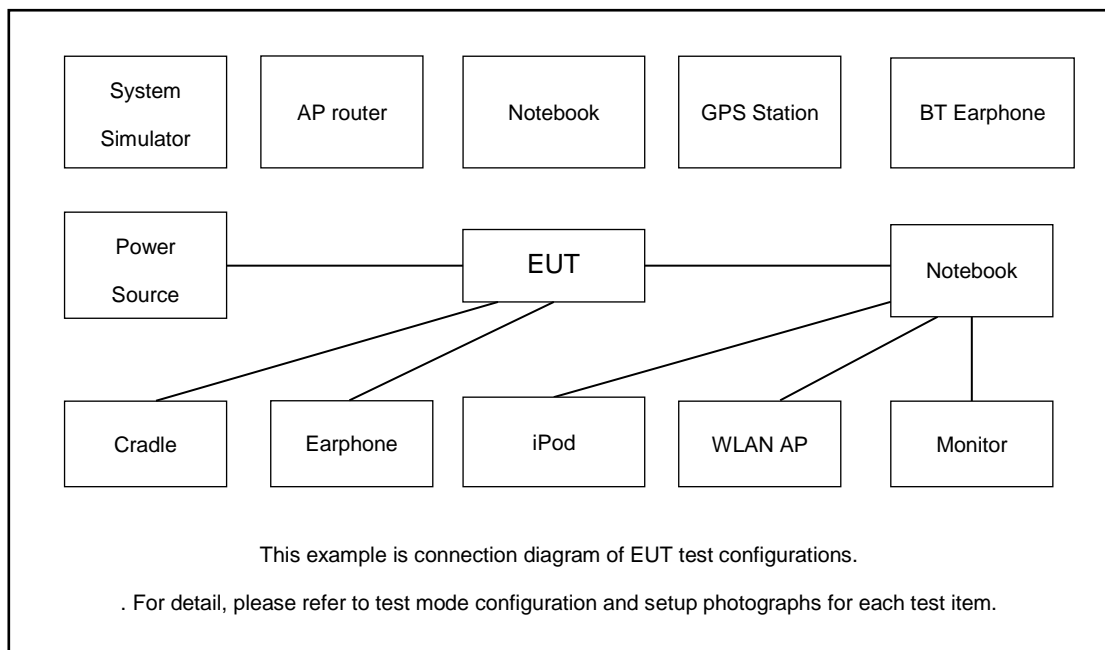 System
Simulator
AP router
Notebook
GPS Station
BT Earphone
Power
Source
EUT
Notebook
Cradle
Earphone
iPod
WLAN AP
Monitor
This example is connection diagram of EUT test configurations.
. For detail, please refer to test mode configuration and setup photographs for each test item.